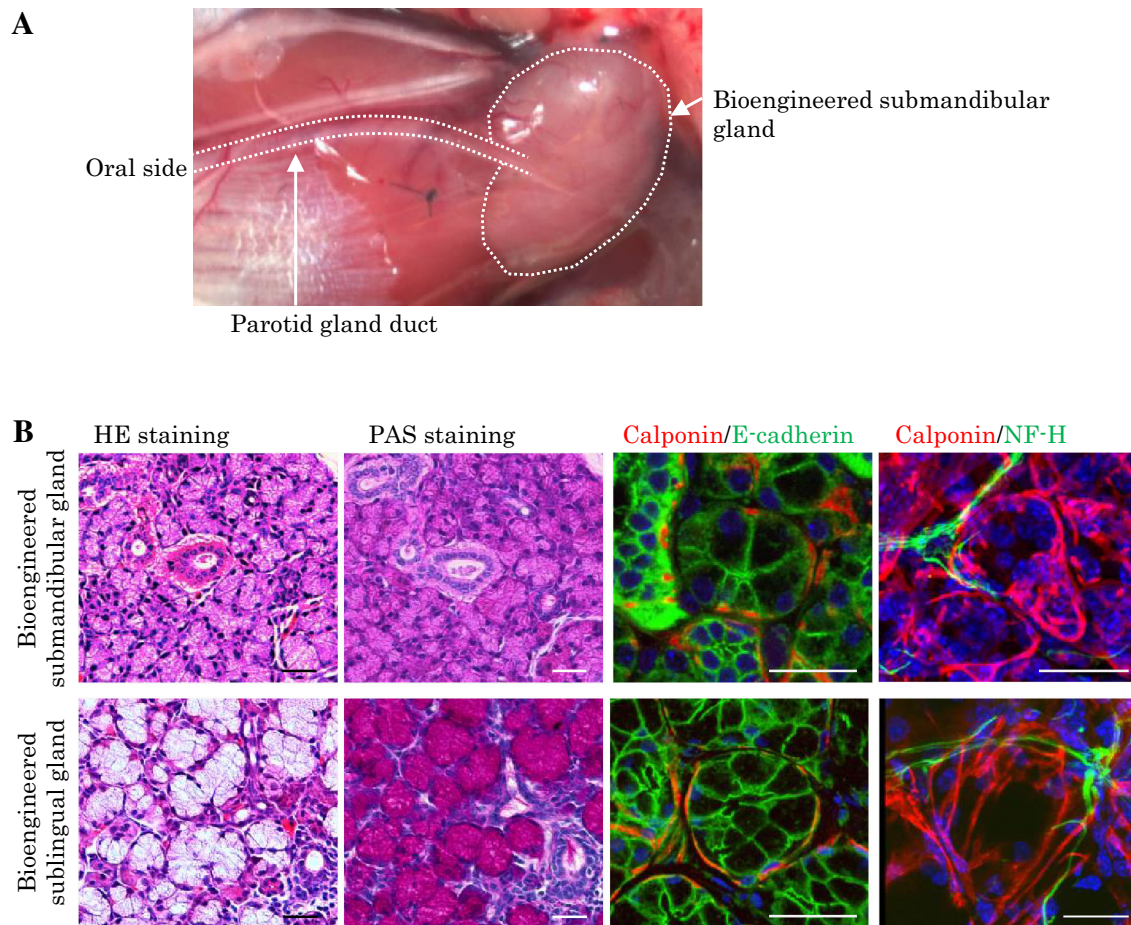 A
Bioengineered submandibular
gland
Oral side
Parotid gland duct
B
HE staining
PAS staining
Calponin/E-cadherin
Calponin/NF-H
Bioengineered
submandibular gland
Bioengineered
sublingual gland